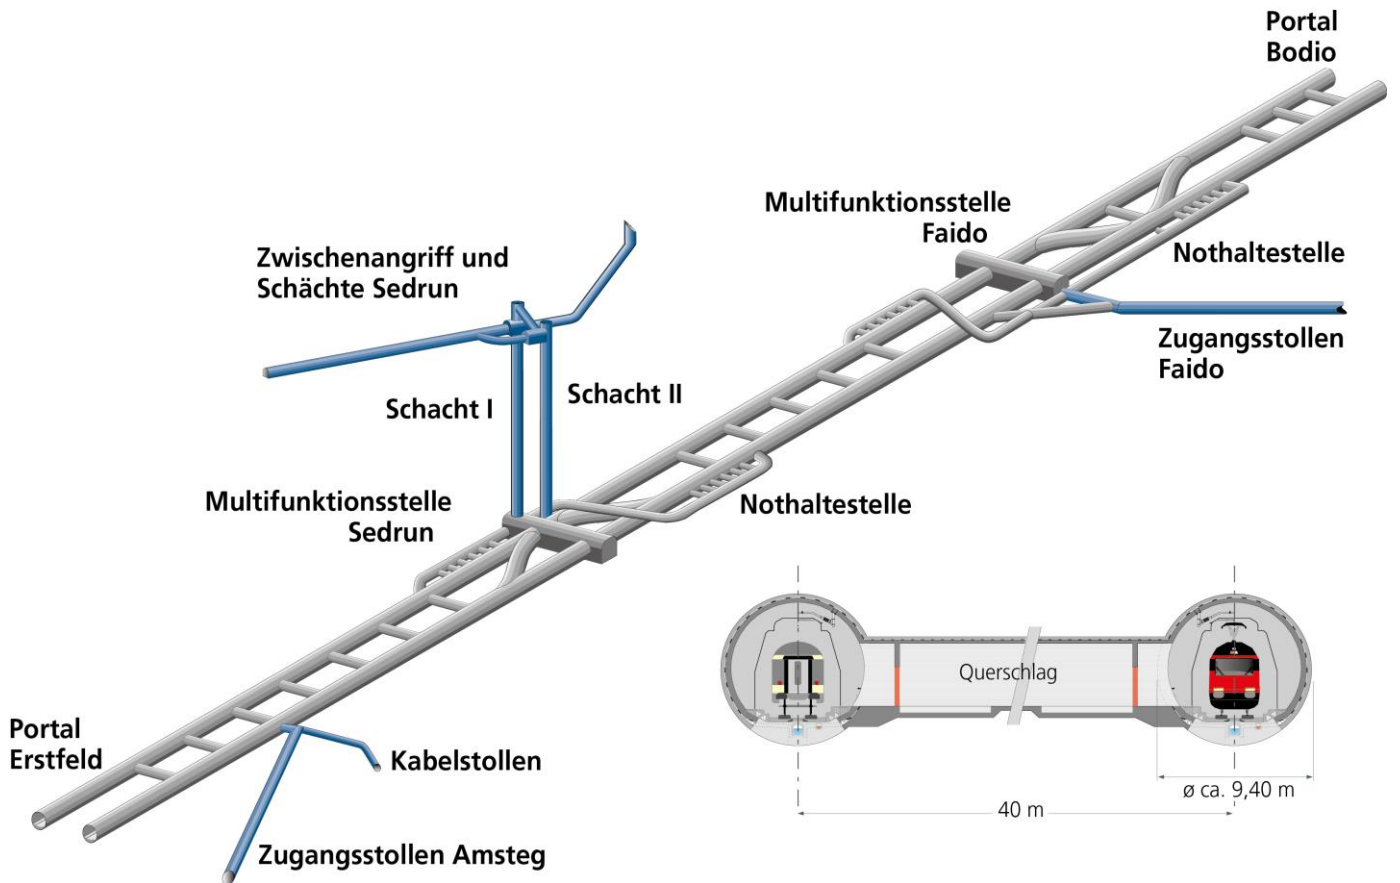 Portal
Bodio
Multifunktionsstelle
Faido
Zwischenangriff und
Schächte Sedrun
Nothaltestelle
Zugangsstollen
Faido
Schacht I
Schacht II
Multifunktionsstelle
Sedrun
Nothaltestelle
Querschlag
Portal
Erstfeld
Kabelstollen
ø ca. 9,40 m
40 m
Zugangsstollen Amsteg